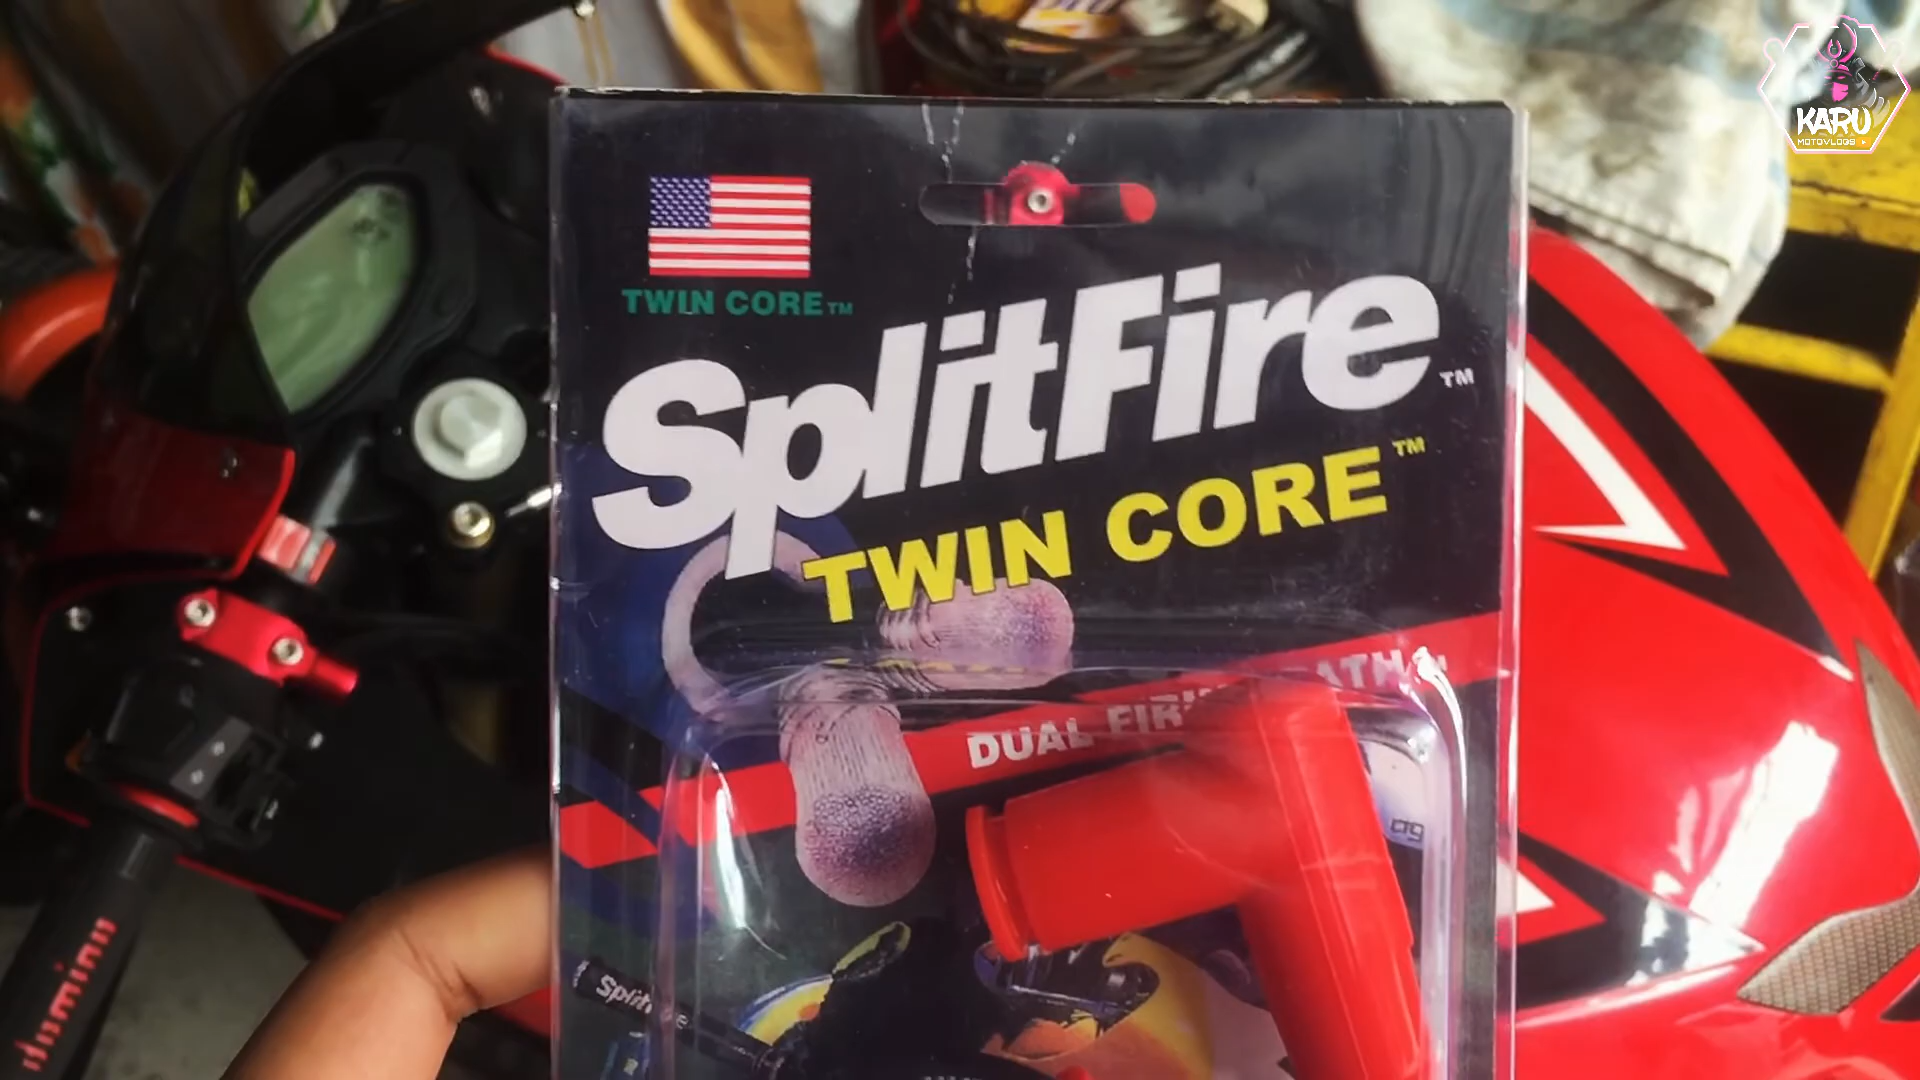 KARU
MOTOVLOGS
TWIN CORE™
SplitFire™
TWIN CORE™
DUAL